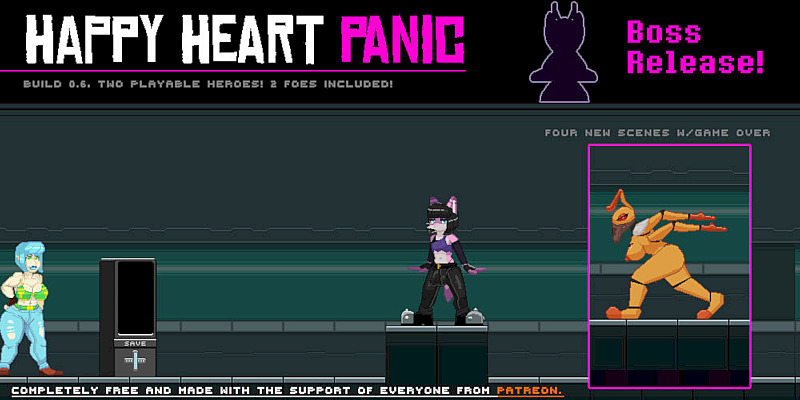 HAPPY HEART PANIC
BUILD 0.6. TWO PLAYABLE HEROES! 2 FOES INCLUDED!
Boss
Release!
FOUR NEW SCENES W/GAME OVER
SAVE
COMPLETELY FREE AND MADE WITH THE SUPPORT OF EVERYONE FROM PATREON.